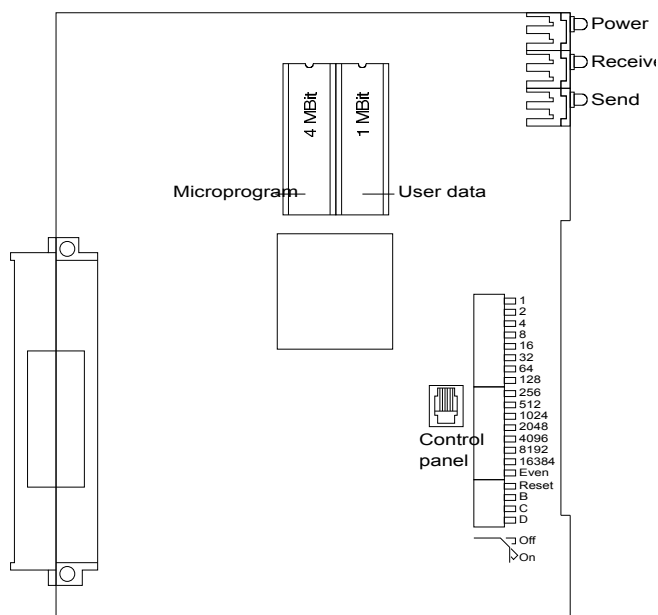 Power
Receive
Send
4 MBit
1 MBit
Microprogram
User data
1
2
4
8
16
32
64
128
256
512
1024
2048
4096
8192
16384
Even
Reset
B
C
D
Control
panel
Off
On